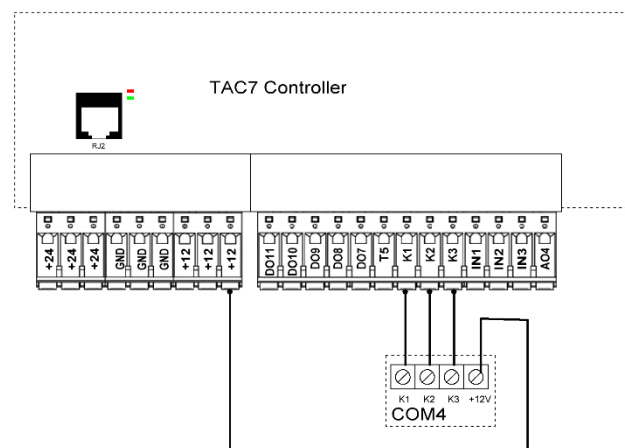 TAC7 Controller
RJ2
+24 +24 +24 GND GND GND +12 +12 +12 DO11 DO10 DO9 DO8 DO7 T5 K1 K2 K3 IN1 IN2 IN3 AO4
K1 K2 K3 +12V
COM4